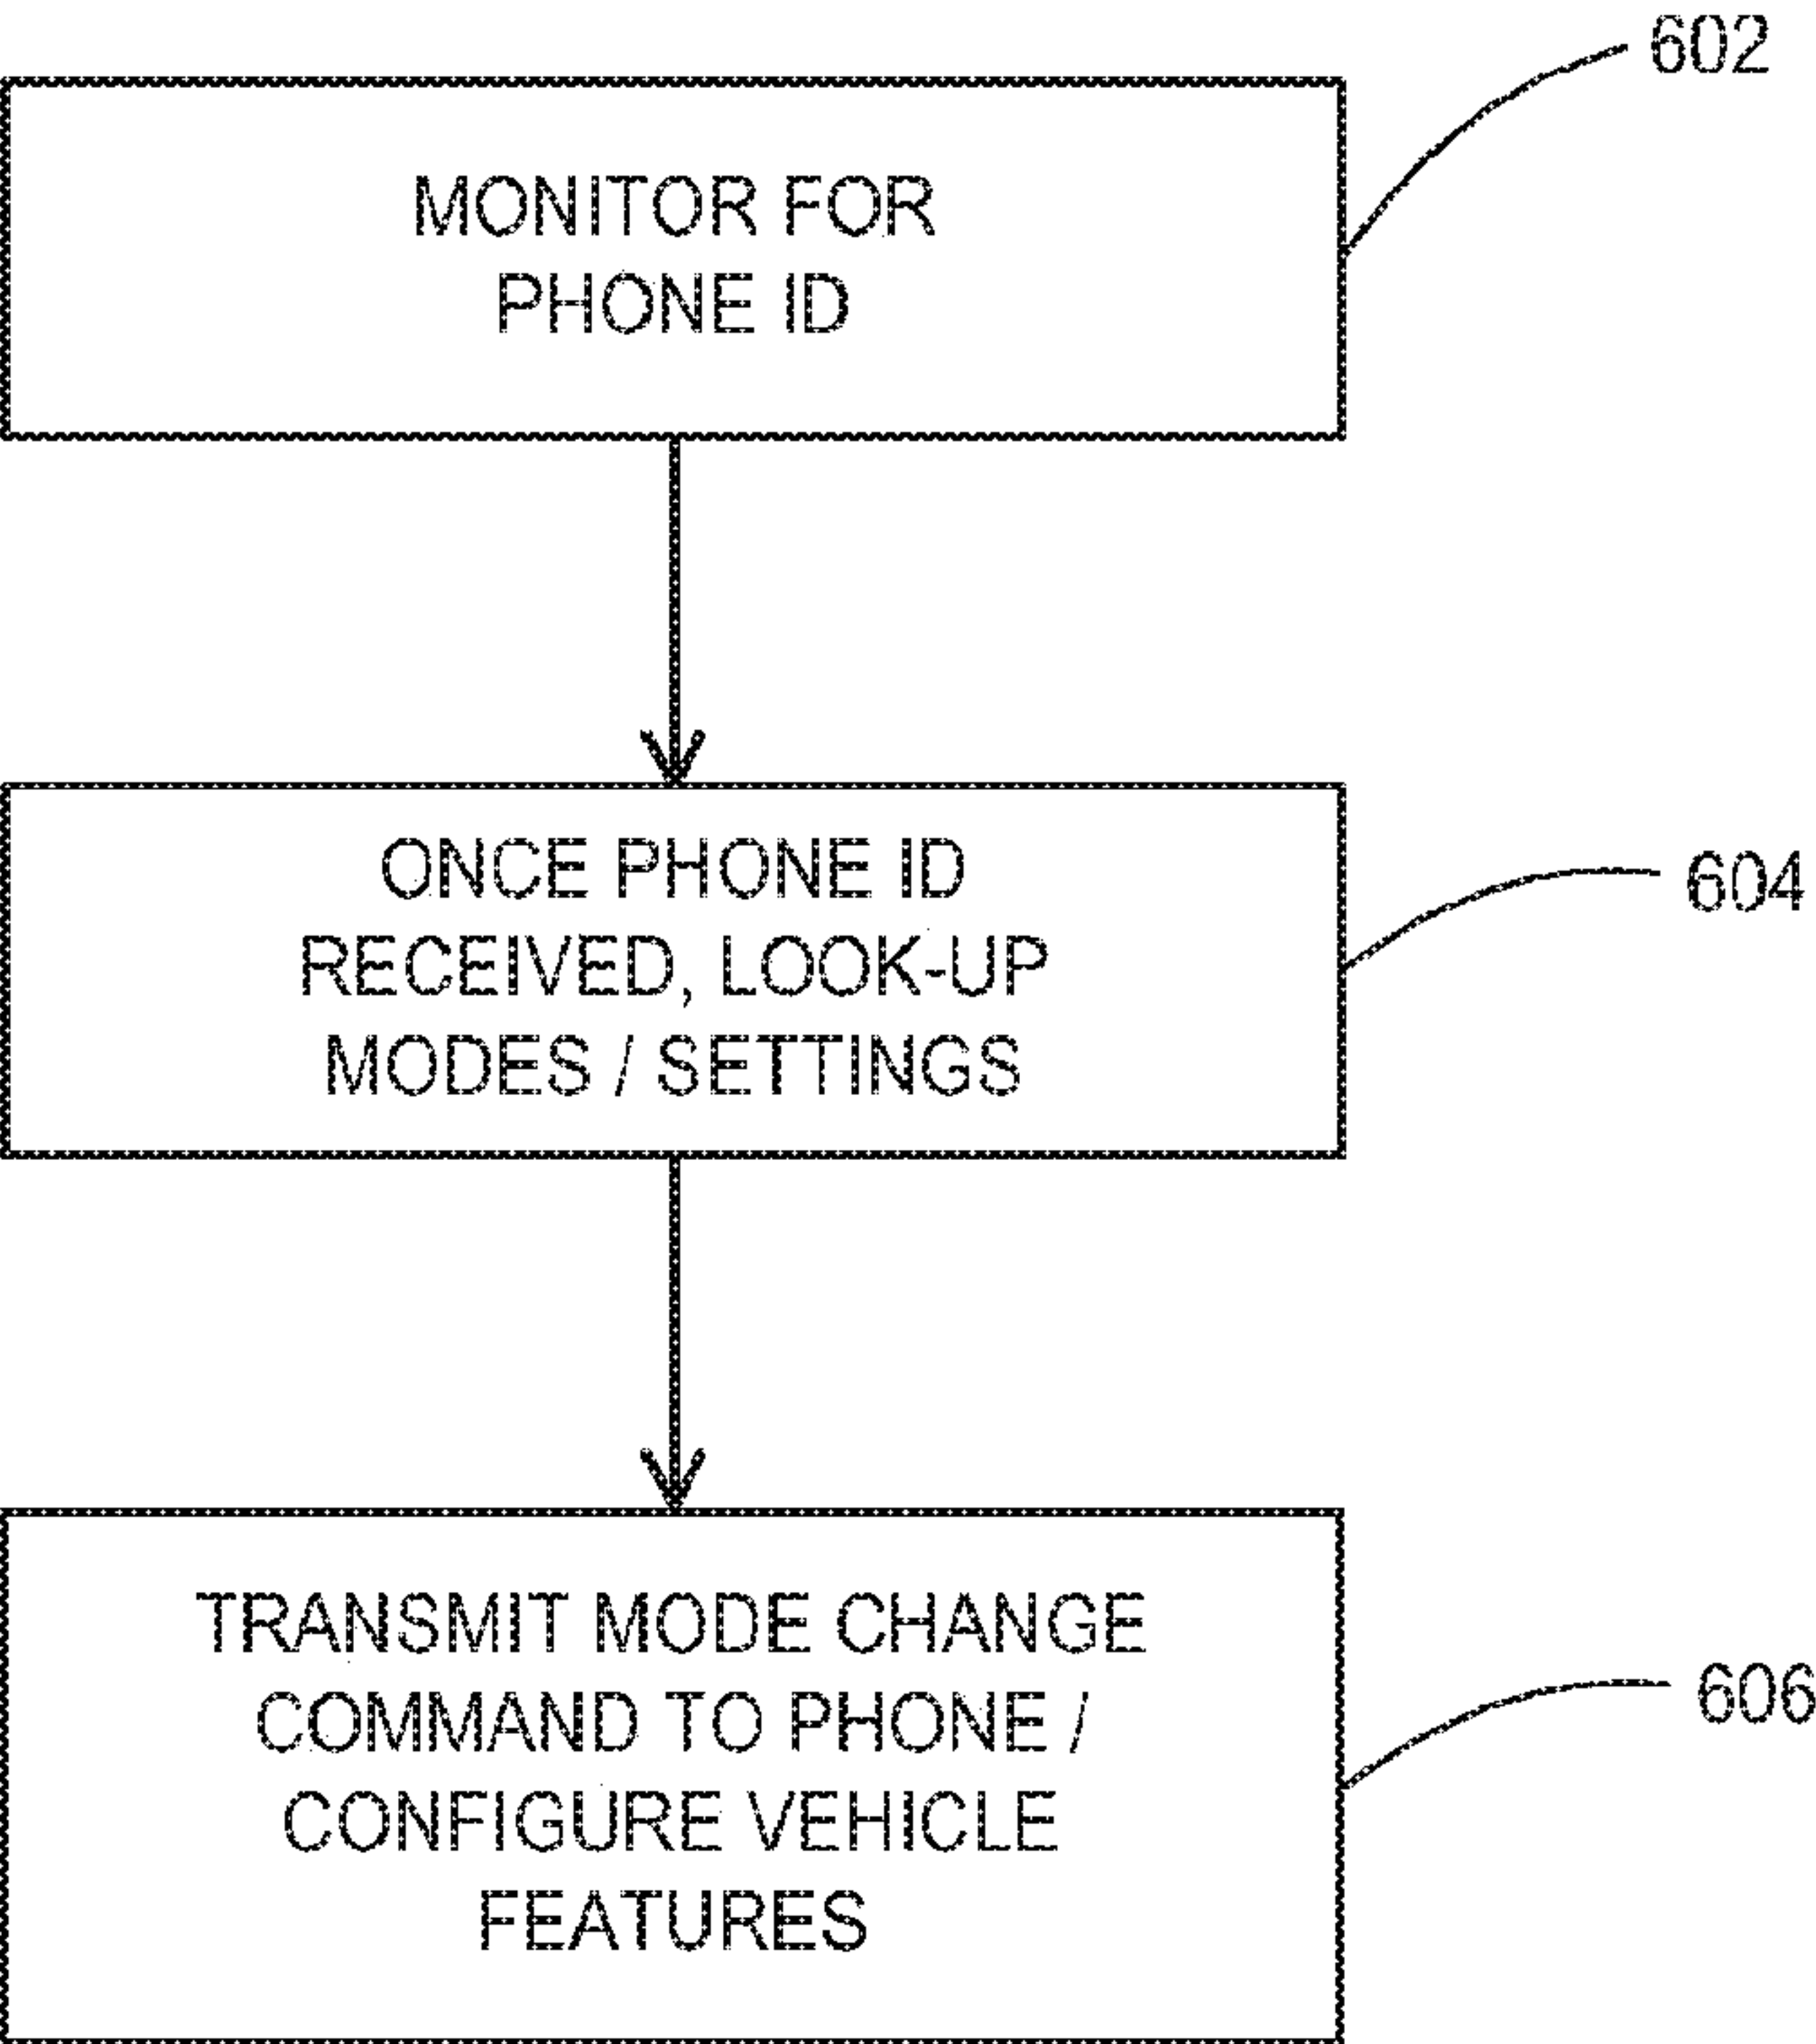 602
MONITOR FOR
PHONE ID
ONCE PHONE ID
RECEIVED, LOOK-UP
MODES / SETTINGS
604
TRANSMIT MODE CHANGE
COMMAND TO PHONE /
CONFIGURE VEHICLE
FEATURES
606